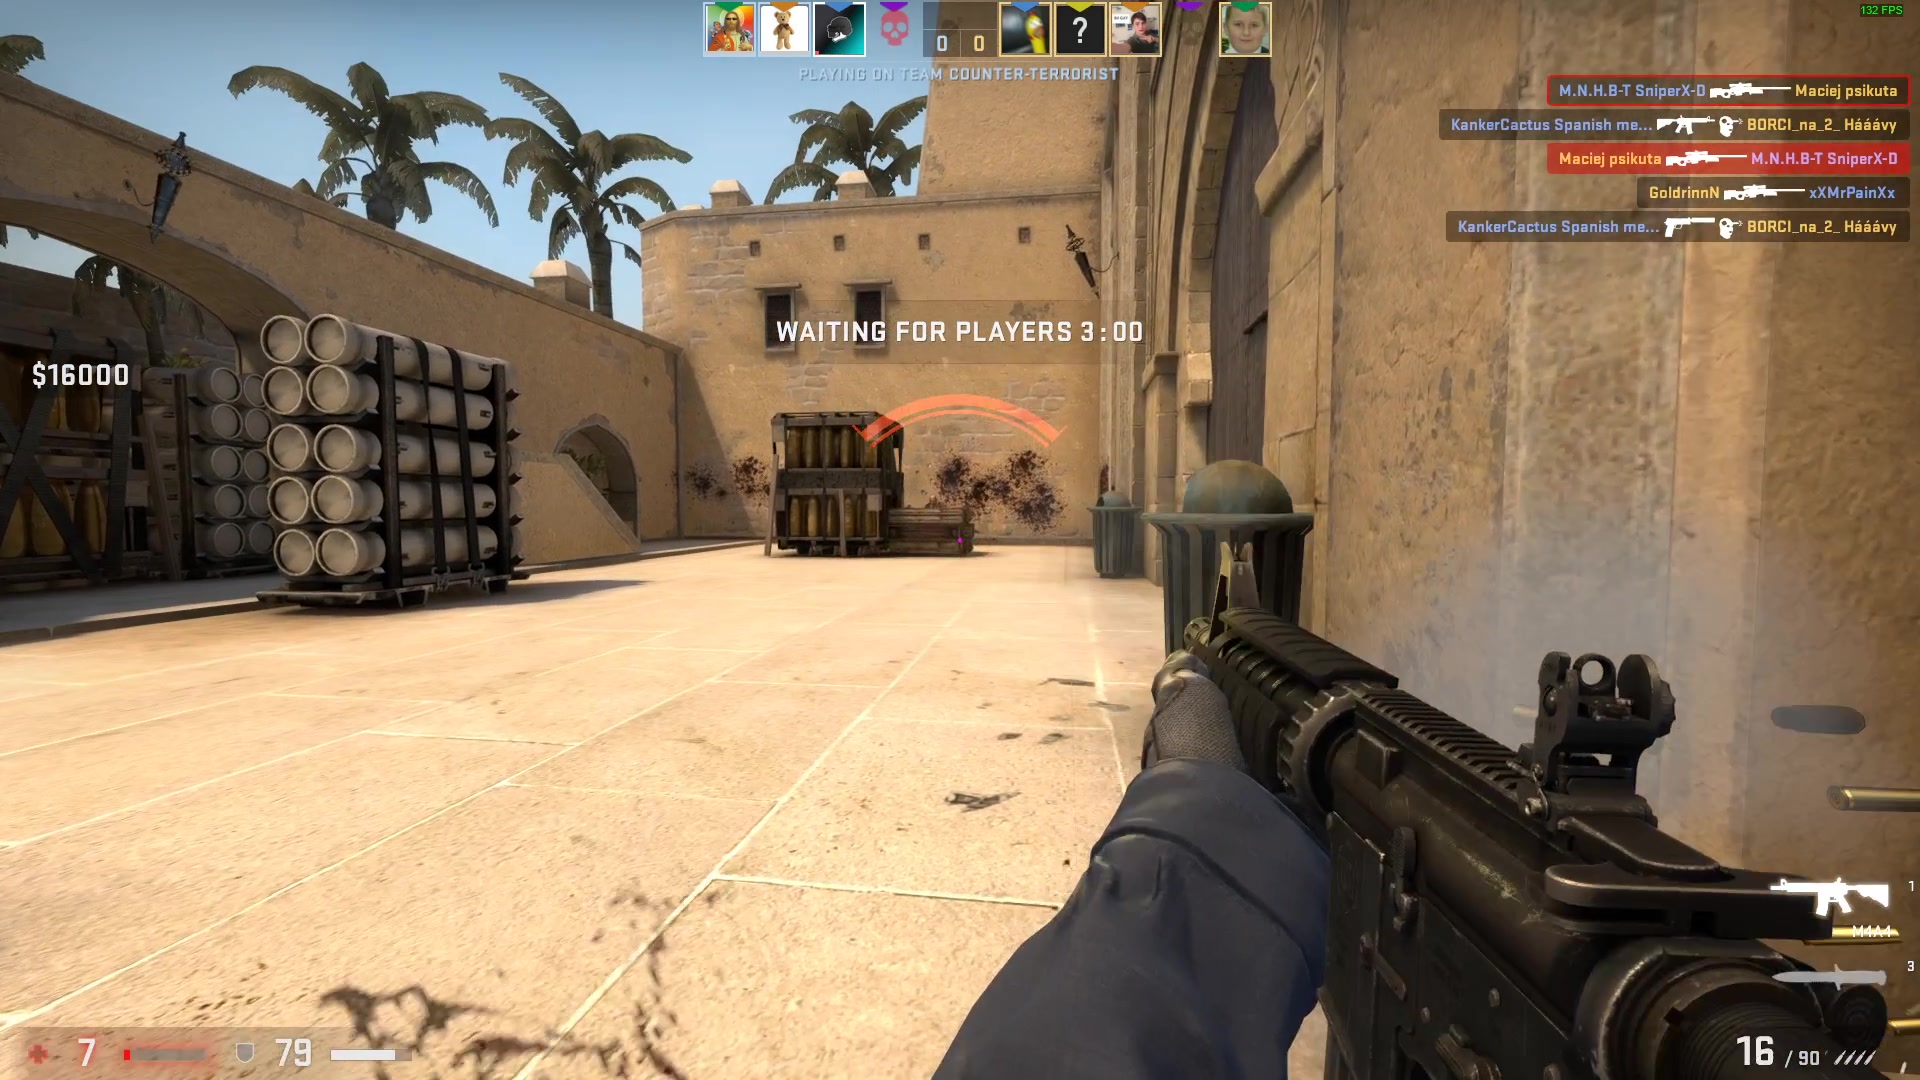 132 FPS
0 0
?
PLAYING ON TEAM COUNTER-TERRORIST
M.N.H.B-T SniperX-D Maciej psikuta
KankerCactus Spanish me... BORCI_na_2_ Hááávy
Maciej psikuta M.N.H.B-T SniperX-D
GoldrinnN xXMrPainXx
KankerCactus Spanish me... BORCI_na_2_ Hááávy
WAITING FOR PLAYERS 3:00
$16000
1
M4A4
3
7 79
16 / 90